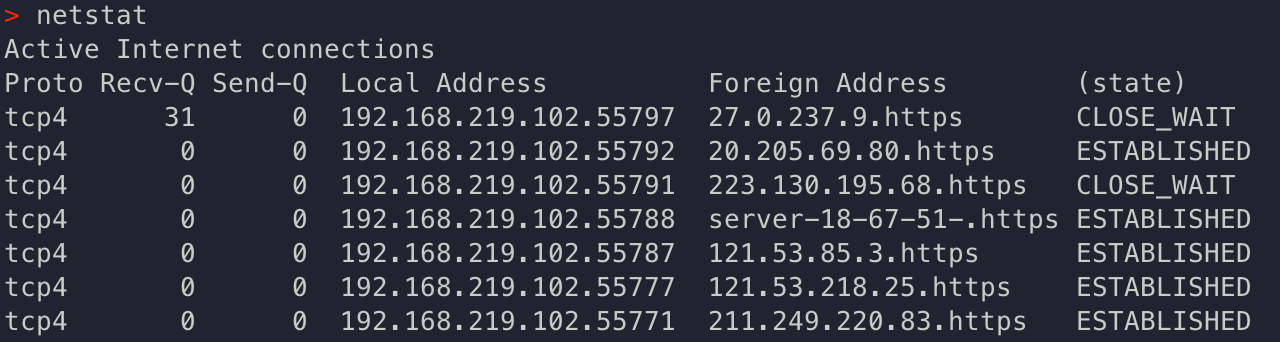 > netstat
Active Internet connections
Proto Recv-Q Send-Q  Local Address          Foreign Address        (state)
tcp4      31      0  192.168.219.102.55797  27.0.237.9.https       CLOSE_WAIT
tcp4       0      0  192.168.219.102.55792  20.205.69.80.https     ESTABLISHED
tcp4       0      0  192.168.219.102.55791  223.130.195.68.https   CLOSE_WAIT
tcp4       0      0  192.168.219.102.55788  server-18-67-51-.https ESTABLISHED
tcp4       0      0  192.168.219.102.55787  121.53.85.3.https      ESTABLISHED
tcp4       0      0  192.168.219.102.55777  121.53.218.25.https    ESTABLISHED
tcp4       0      0  192.168.219.102.55771  211.249.220.83.https   ESTABLISHED